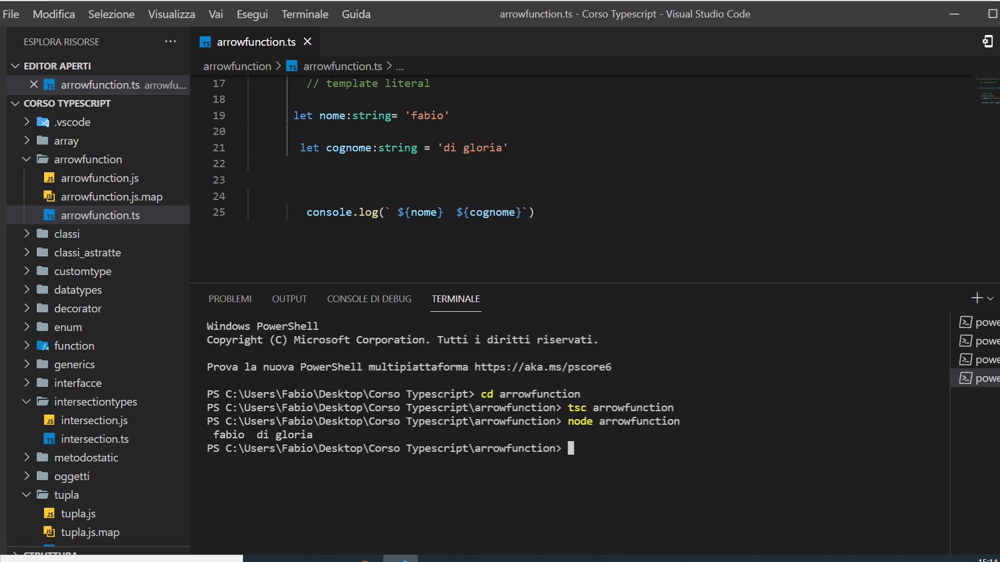 File Modifica Selezione Visualizza Vai Esegui Terminale Guida arrowfunction.ts - Corso Typescript - Visual Studio Code
ESPLORA RISORSE ...
EDITOR APERTI
arrowfunction.ts arrowfu...
CORSO TYPESCRIPT
.vscode
array
arrowfunction
arrowfunction.js
arrowfunction.js.map
arrowfunction.ts
classi
classi_astratte
customtype
datatypes
decorator
enum
function
generics
interfacce
intersectiontypes
intersection.js
intersection.ts
metodostatic
oggetti
tupla
tupla.js
tupla.js.map
STRUTTURA
arrowfunction.ts
arrowfunction > arrowfunction.ts > ...
17 // template literal
18
19 let nome:string= 'fabio'
20
21 let cognome:string = 'di gloria'
22
23
24
25 console.log(` ${nome}  ${cognome}`)
PROBLEMI OUTPUT CONSOLE DI DEBUG TERMINALE
Windows PowerShell
Copyright (C) Microsoft Corporation. Tutti i diritti riservati.
Prova la nuova PowerShell multipiattaforma https://aka.ms/pscore6
PS C:\Users\Fabio\Desktop\Corso Typescript> cd arrowfunction
PS C:\Users\Fabio\Desktop\Corso Typescript\arrowfunction> tsc arrowfunction
PS C:\Users\Fabio\Desktop\Corso Typescript\arrowfunction> node arrowfunction
 fabio  di gloria
PS C:\Users\Fabio\Desktop\Corso Typescript\arrowfunction>
powe
powe
powe
powe
15:14